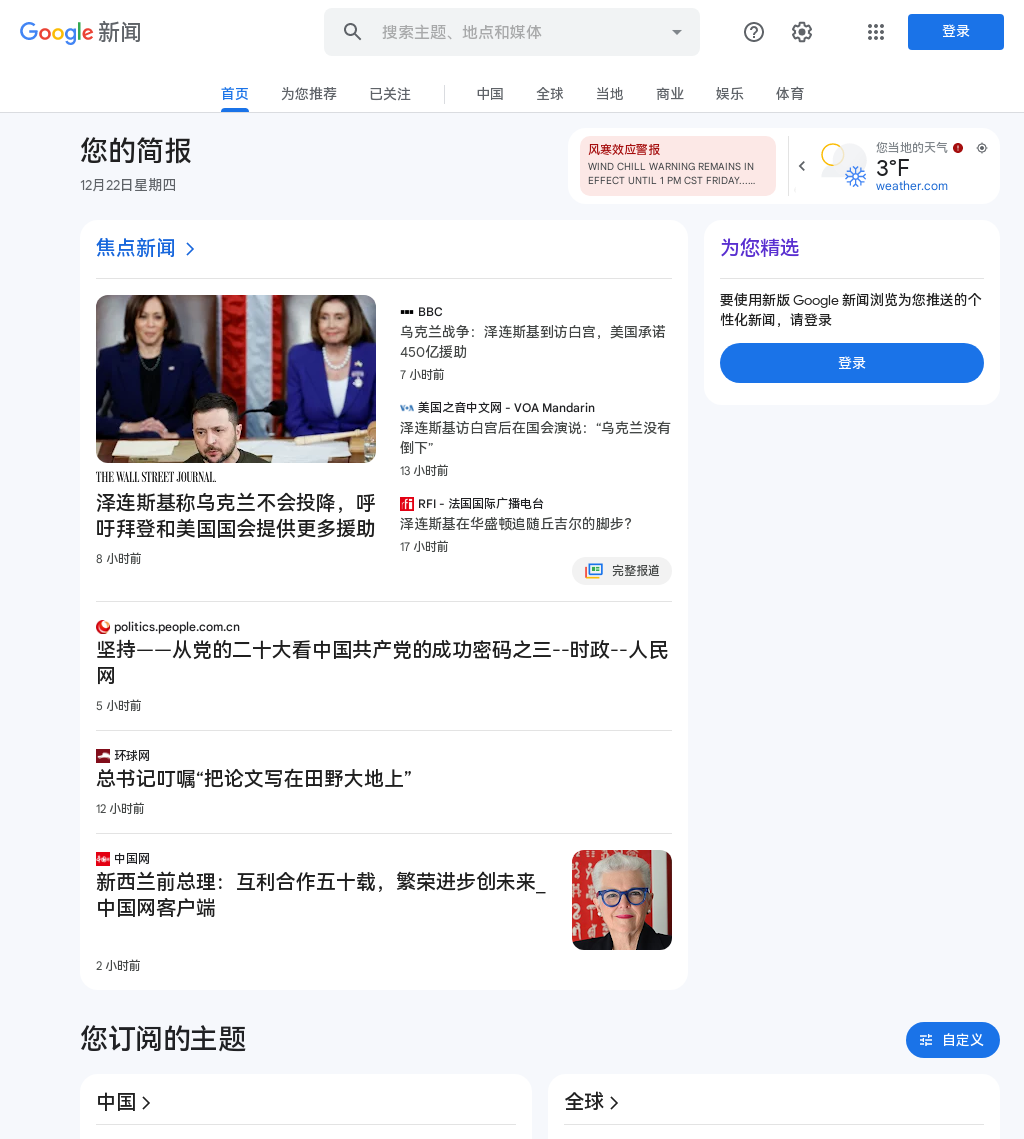 Google 新闻
搜索主题、地点和媒体
登录
首页
为您推荐
已关注
中国
全球
当地
商业
娱乐
体育
您的简报
12月22日星期四
风寒效应警报
WIND CHILL WARNING REMAINS IN
EFFECT UNTIL 1 PM CST FRIDAY...…
您当地的天气
3°F
weather.com
焦点新闻
THE WALL STREET JOURNAL.
泽连斯基称乌克兰不会投降，呼
吁拜登和美国国会提供更多援助
8 小时前
BBC
乌克兰战争：泽连斯基到访白宫，美国承诺
450亿援助
7 小时前
VOA 美国之音中文网 - VOA Mandarin
泽连斯基访白宫后在国会演说：“乌克兰没有
倒下”
13 小时前
rfi RFI - 法国国际广播电台
泽连斯基在华盛顿追随丘吉尔的脚步？
17 小时前
完整报道
politics.people.com.cn
坚持——从党的二十大看中国共产党的成功密码之三--时政--人民
网
5 小时前
环球网
总书记叮嘱“把论文写在田野大地上”
12 小时前
中国网
新西兰前总理：互利合作五十载，繁荣进步创未来_
中国网客户端
2 小时前
为您精选
要使用新版 Google 新闻浏览为您推送的个
性化新闻，请登录
登录
您订阅的主题
自定义
中国
全球